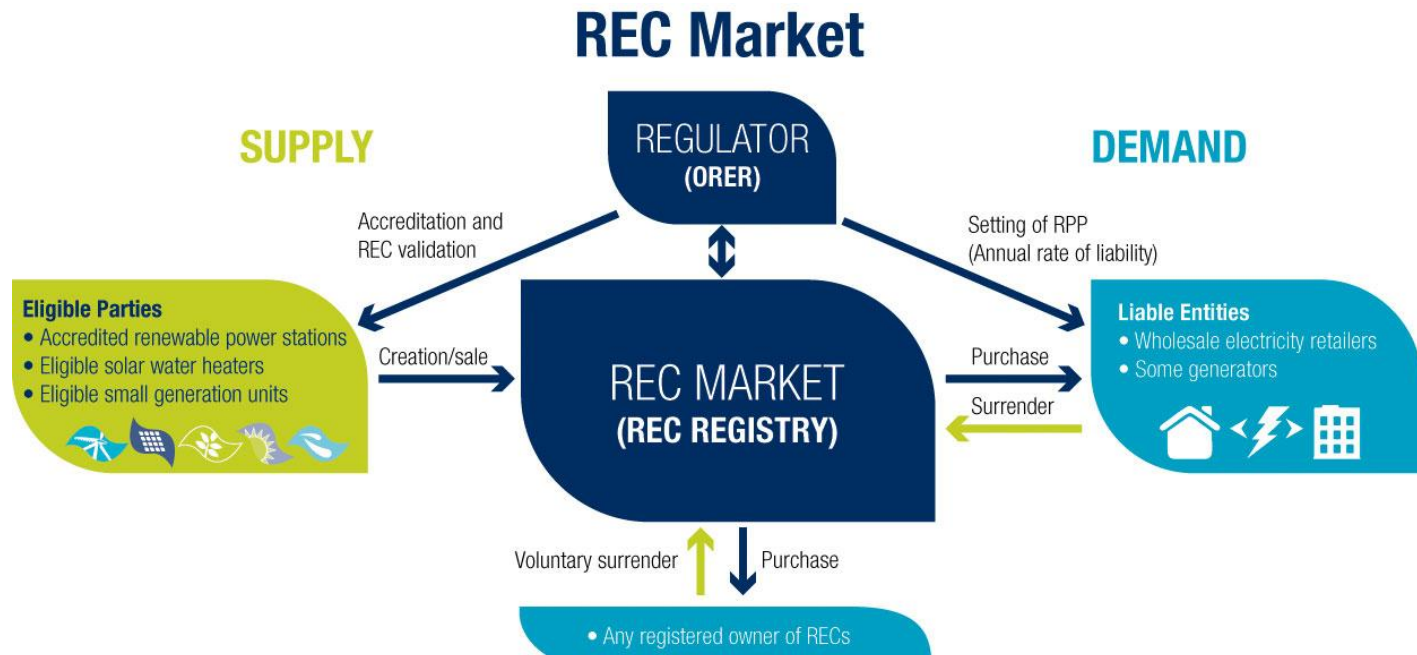 REC Market
SUPPLY
REGULATOR
(ORER)
DEMAND
Accreditation and
REC validation
Setting of RPP
(Annual rate of liability)
Eligible Parties
• Accredited renewable power stations
• Eligible solar water heaters
• Eligible small generation units
Creation/sale
REC MARKET
(REC REGISTRY)
Purchase
Surrender
Liable Entities
• Wholesale electricity retailers
• Some generators
Voluntary surrender
Purchase
• Any registered owner of RECs